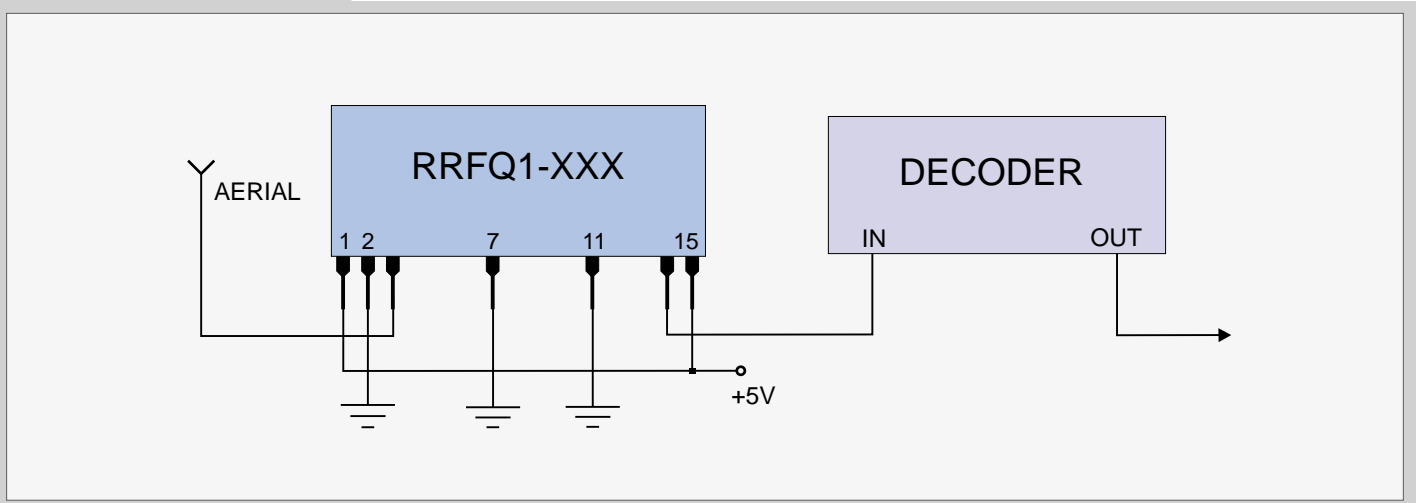 RRFQ1-XXX
DECODER
AERIAL
1 2 7 11 15
IN OUT
+5V